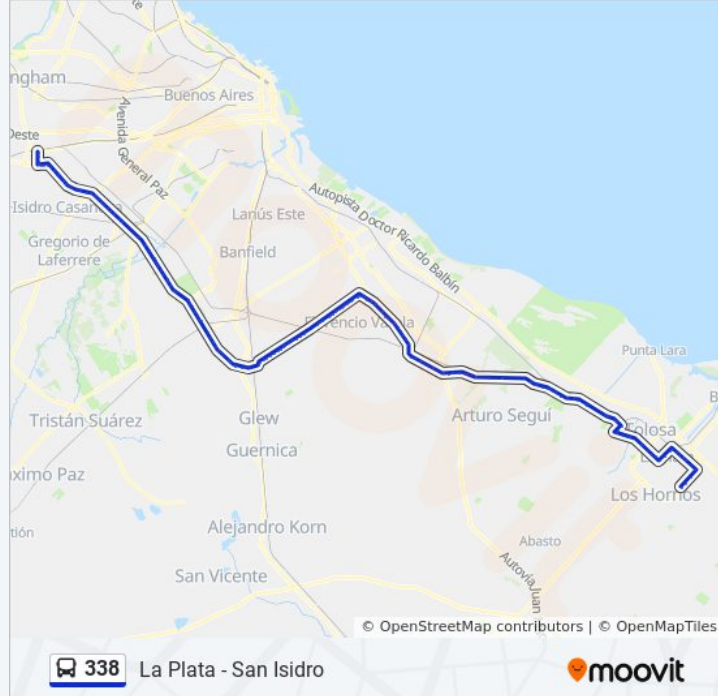 ngham
Buenos Aires
Oeste
Avenida General Paz
Autopista Doctor Ricardo Balbín
-Isidro Casanova
Lanús Este
Gregorio de
Laferrere
Banfield
Florencio Varela
Punta Lara
B
Tristán Suárez
Glew
Arturo Seguí
Tolosa
Guernica
Los Hornos
áximo Paz
tión
Alejandro Korn
Abasto
San Vicente
Autovía Juan
© OpenStreetMap contributors | © OpenMapTiles
338 La Plata - San Isidro
moovit